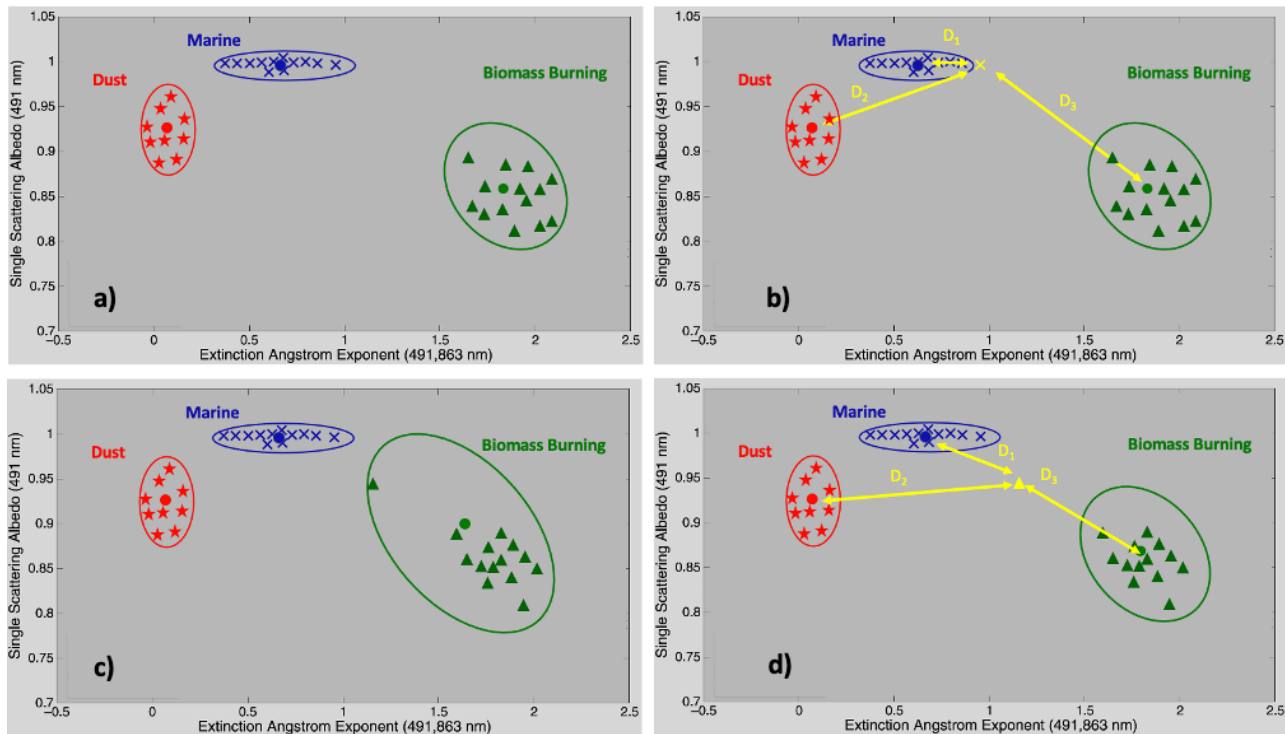 1.05
1
0.95
0.9
0.85
0.8
0.75
0.7
Single Scattering Albedo (491 nm)
Marine
Dust
Biomass Burning
a)
−0.5 0 0.5 1 1.5 2 2.5
Extinction Angstrom Exponent (491,863 nm)
1.05
1
0.95
0.9
0.85
0.8
0.75
0.7
Single Scattering Albedo (491 nm)
Marine
D1
Dust
Biomass Burning
D2
D3
b)
−0.5 0 0.5 1 1.5 2 2.5
Extinction Angstrom Exponent (491,863 nm)
1.05
1
0.95
0.9
0.85
0.8
0.75
0.7
Single Scattering Albedo (491 nm)
Marine
Dust
Biomass Burning
c)
−0.5 0 0.5 1 1.5 2 2.5
Extinction Angstrom Exponent (491,863 nm)
1.05
1
0.95
0.9
0.85
0.8
0.75
0.7
Single Scattering Albedo (491 nm)
Marine
Dust
Biomass Burning
D1
D2
D3
d)
−0.5 0 0.5 1 1.5 2 2.5
Extinction Angstrom Exponent (491,863 nm)